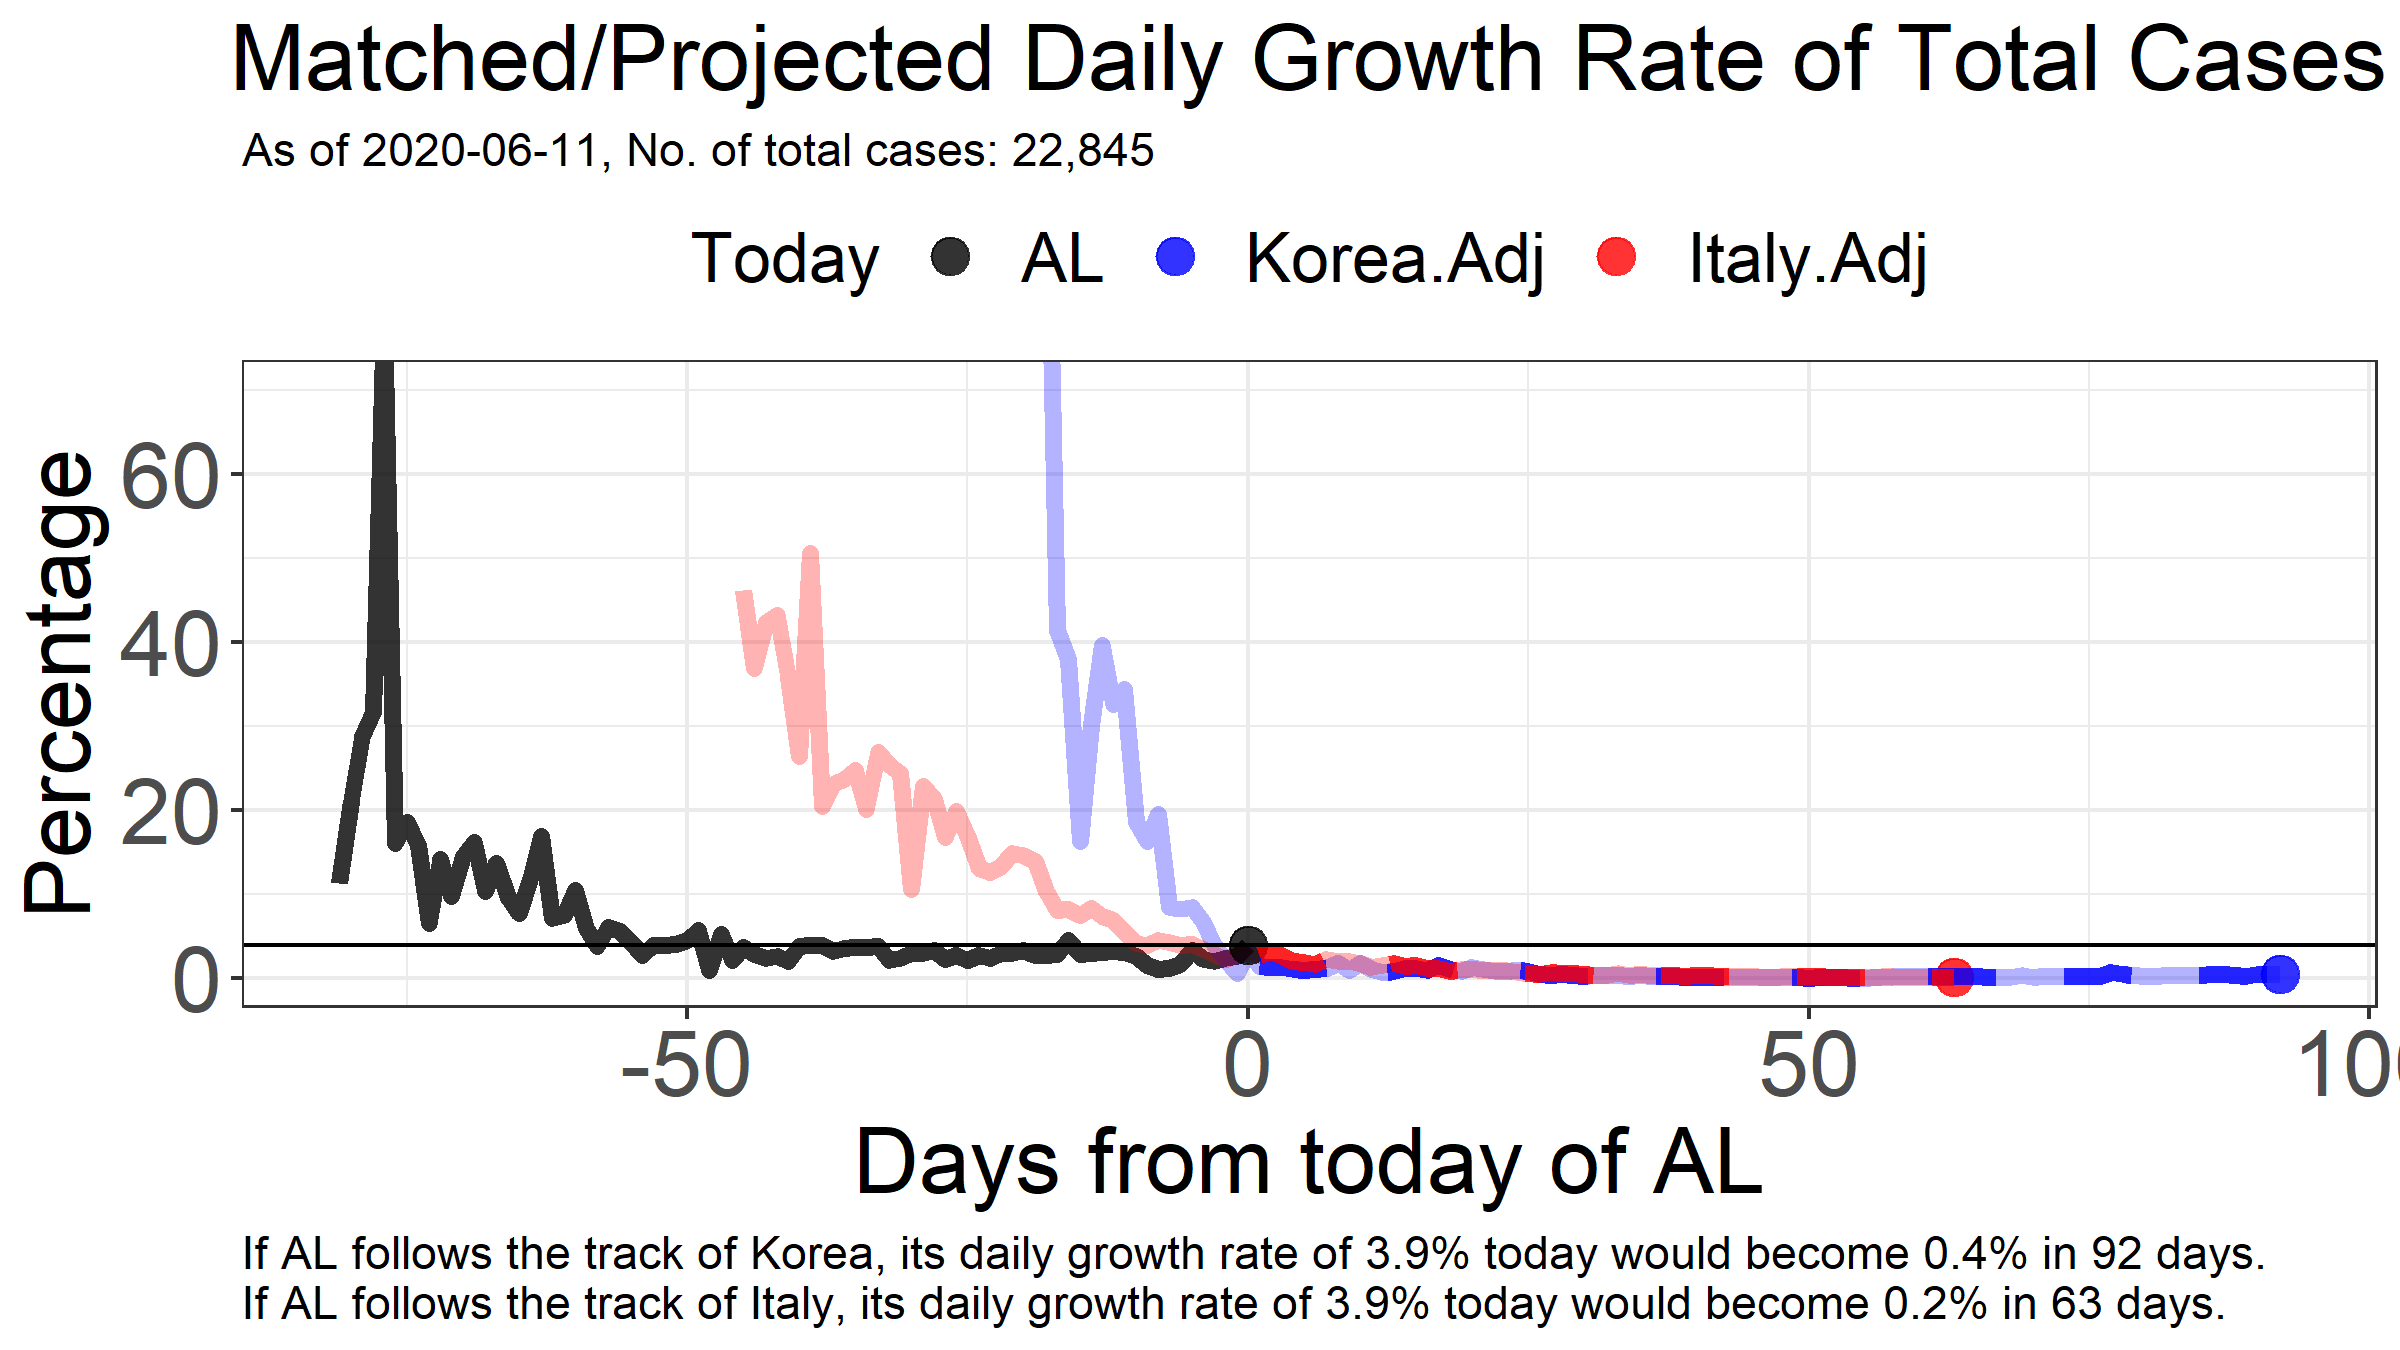 Matched/Projected Daily Growth Rate of Total Cases
As of 2020-06-11, No. of total cases: 22,845
Today AL Korea.Adj Italy.Adj
Percentage
60
40
20
0
-50 0 50 100
Days from today of AL
If AL follows the track of Korea, its daily growth rate of 3.9% today would become 0.4% in 92 days.
If AL follows the track of Italy, its daily growth rate of 3.9% today would become 0.2% in 63 days.